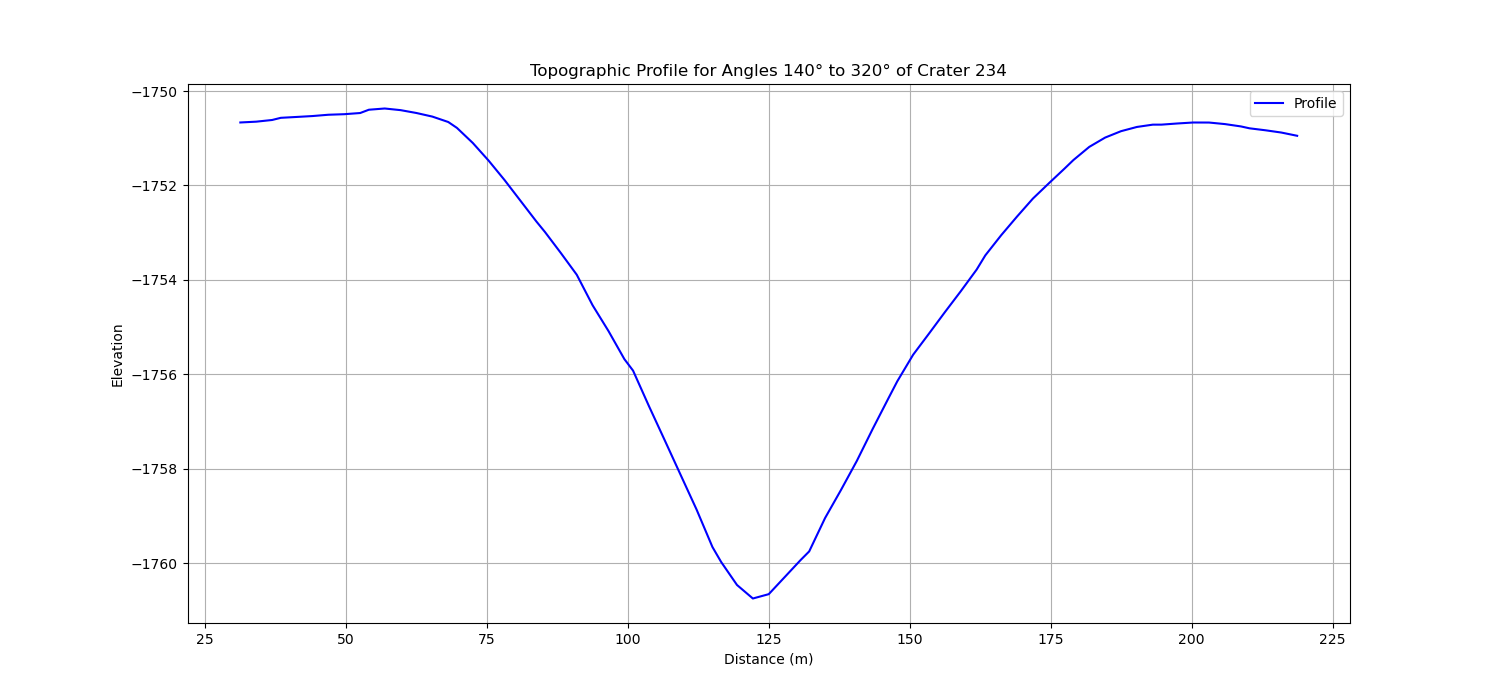 Topographic Profile for Angles 140° to 320° of Crater 234
Profile
−1750
−1752
−1754
−1756
−1758
−1760
Elevation
25 50 75 100 125 150 175 200 225
Distance (m)